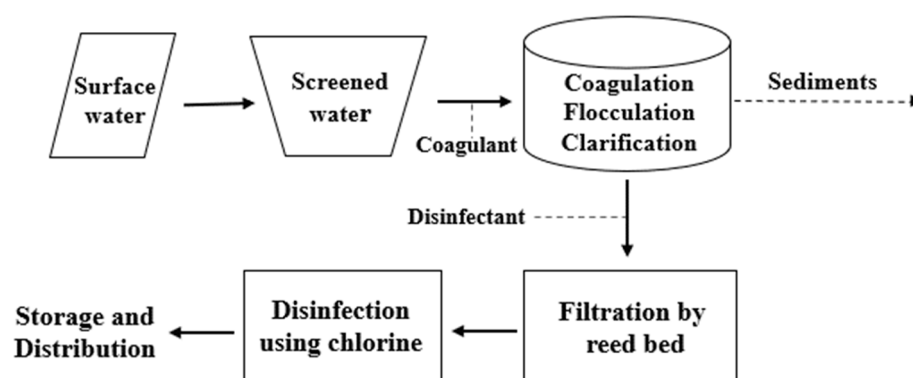 Surface
water
Screened
water
Coagulant
Coagulation
Flocculation
Clarification
Sediments
Disinfectant
Filtration by
reed bed
Disinfection
using chlorine
Storage and
Distribution